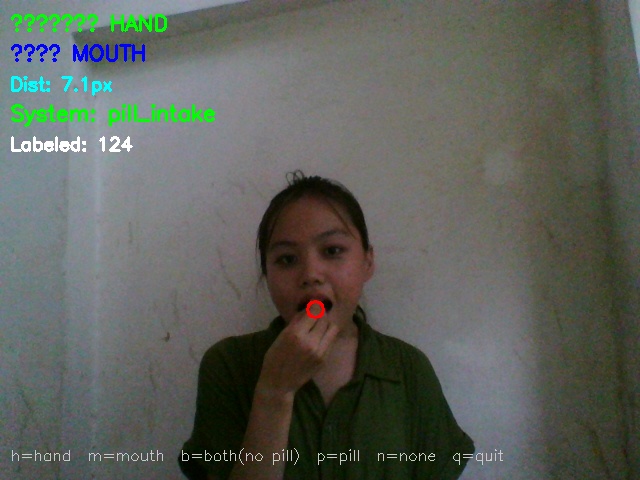 ??????? HAND
???? MOUTH
Dist: 7.1px
System: pill_intake
Labeled: 124
h=hand m=mouth b=both(no pill) p=pill n=none q=quit